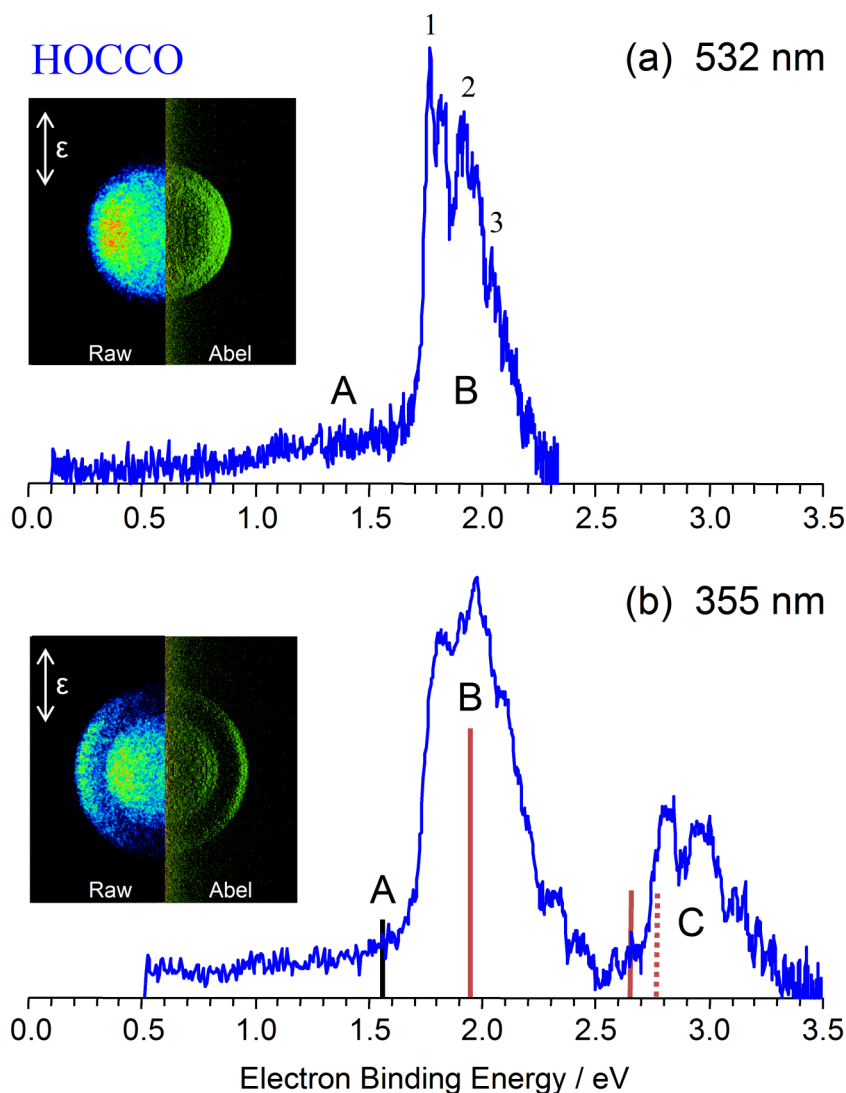 HOCCO
(a) 532 nm
1
2
3
ε
A
B
Raw Abel
0.0 0.5 1.0 1.5 2.0 2.5 3.0 3.5
(b) 355 nm
ε
B
A
C
Raw Abel
0.0 0.5 1.0 1.5 2.0 2.5 3.0 3.5
Electron Binding Energy / eV